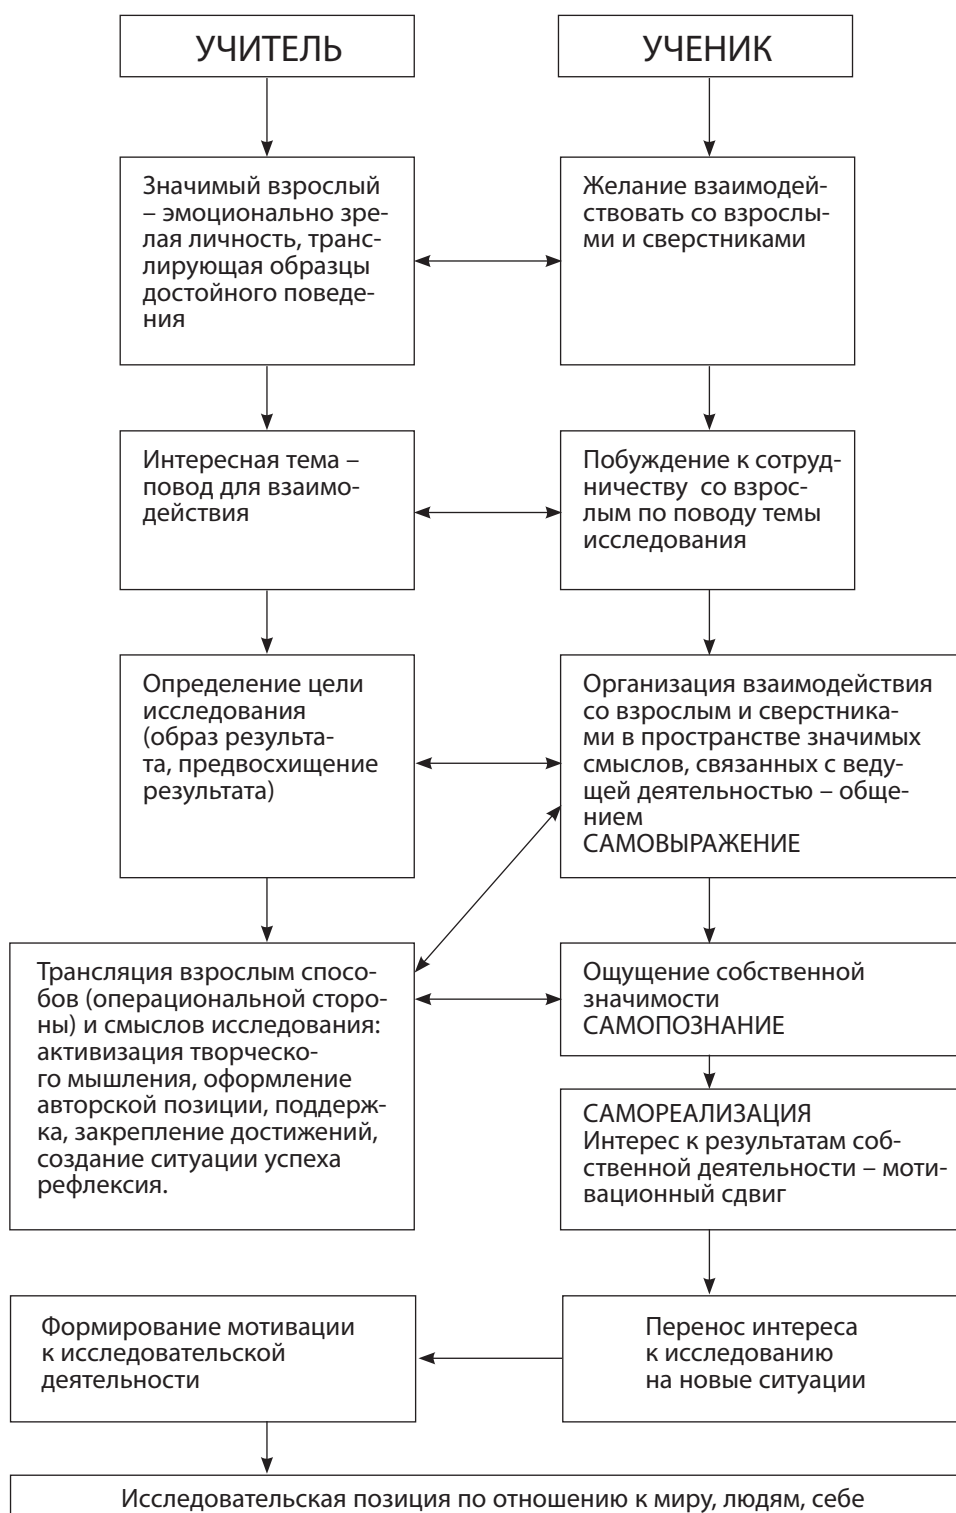 УЧИТЕЛЬ
УЧЕНИК
Значимый взрослый
– эмоционально зре-
лая личность, транс-
лирующая образцы
достойного поведе-
ния
Желание взаимодей-
ствовать со взрослы-
ми и сверстниками
Интересная тема –
повод для взаимо-
действия
Побуждение к сотруд-
ничеству со взрос-
лым по поводу темы
исследования
Определение цели
исследования
(образ результа-
та, предвосхищение
результата)
Организация взаимодействия
со взрослым и сверстника-
ми в пространстве значимых
смыслов, связанных с веду-
щей деятельностью – обще-
нием
САМОВЫРАЖЕНИЕ
Трансляция взрослым спосо-
бов (операциональной сторо-
ны) и смыслов исследования:
активизация творческо-
го мышления, оформление
авторской позиции, поддерж-
ка, закрепление достижений,
создание ситуации успеха
рефлексия.
Ощущение собственной
значимости
САМОПОЗНАНИЕ
САМОРЕАЛИЗАЦИЯ
Интерес к результатам соб-
ственной деятельности – моти-
вационный сдвиг
Формирование мотивации
к исследовательской
деятельности
Перенос интереса
к исследованию
на новые ситуации
Исследовательская позиция по отношению к миру, людям, себе